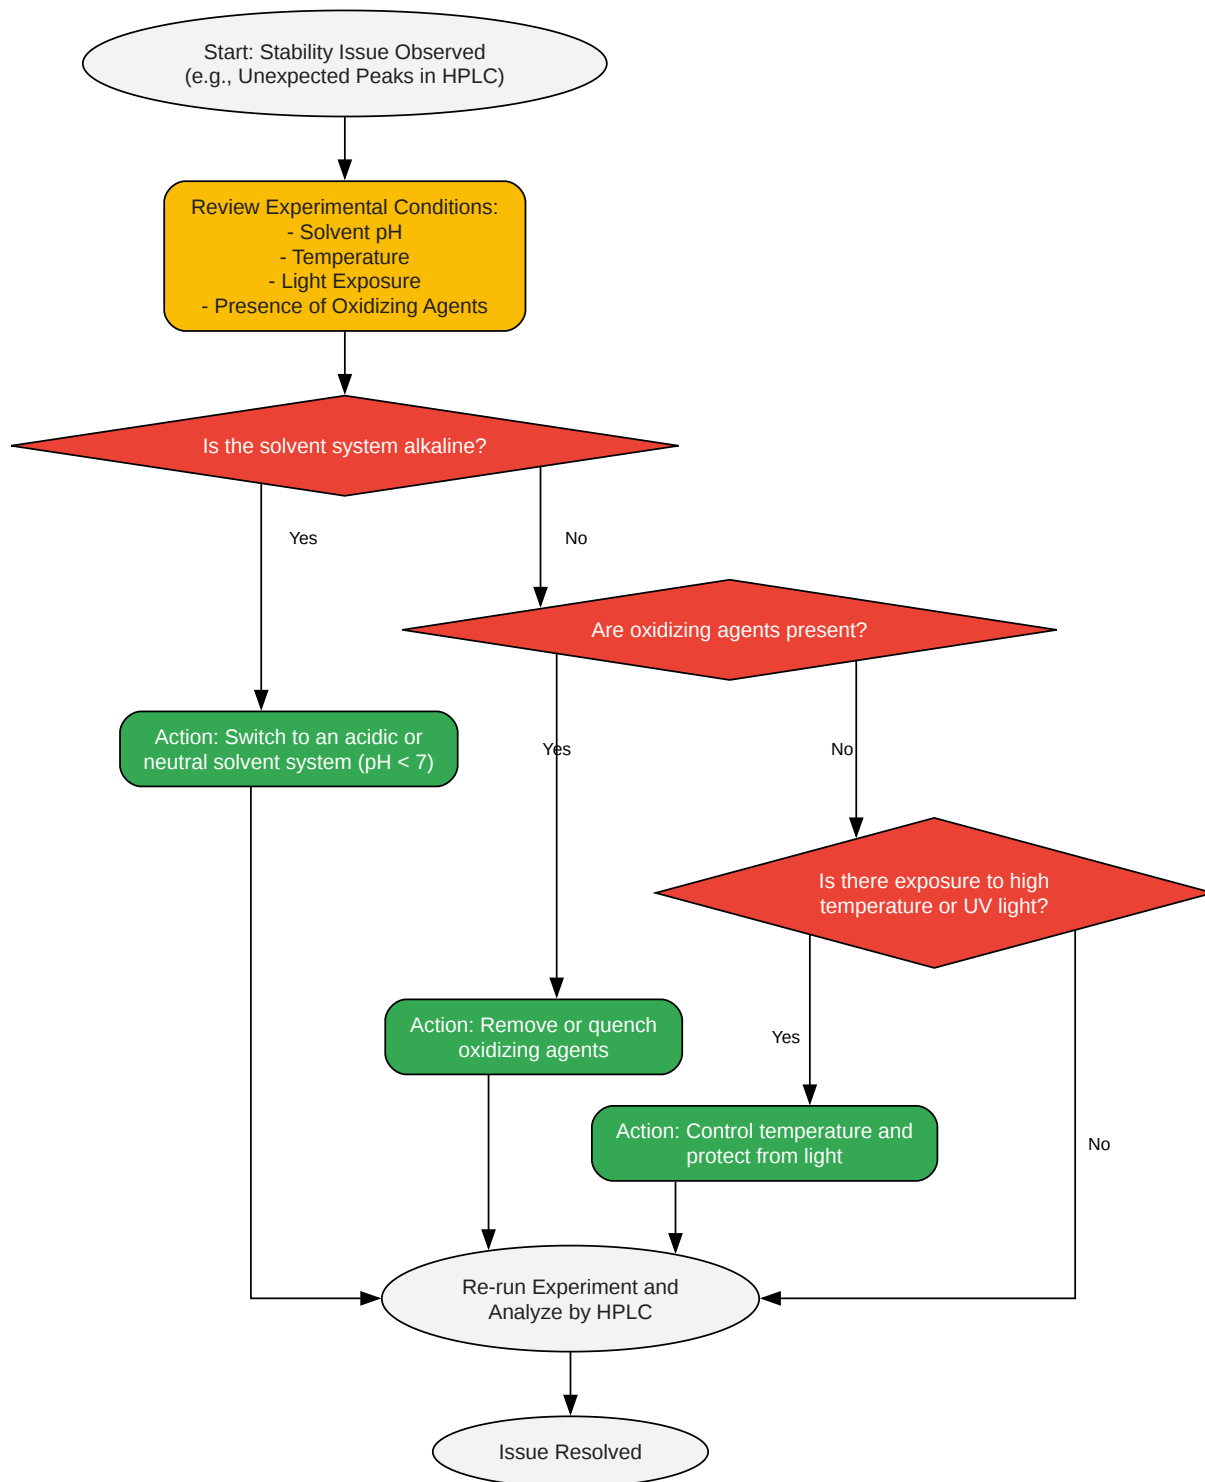 Start: Stability Issue Observed
(e.g., Unexpected Peaks in HPLC)
Review Experimental Conditions:
- Solvent pH
- Temperature
- Light Exposure
- Presence of Oxidizing Agents
Is the solvent system alkaline?
Yes
No
Are oxidizing agents present?
Action: Switch to an acidic or
neutral solvent system (pH < 7)
Yes
No
Is there exposure to high
temperature or UV light?
Action: Remove or quench
oxidizing agents
Yes
Action: Control temperature and
protect from light
No
Re-run Experiment and
Analyze by HPLC
Issue Resolved